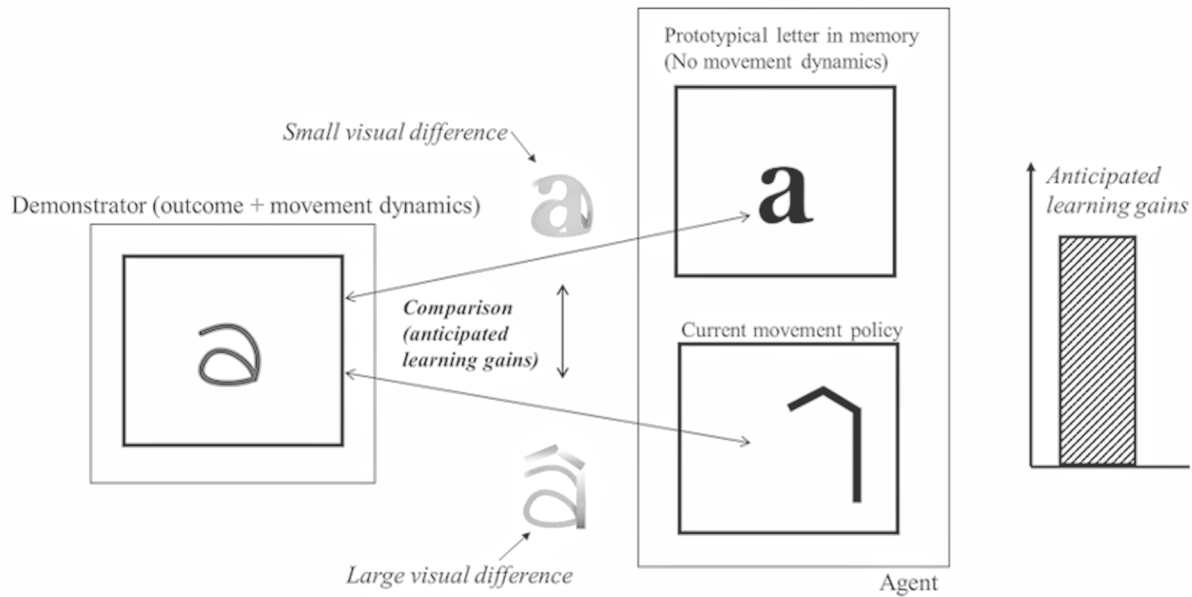 Prototypical letter in memory
(No movement dynamics)
a
Small visual difference
a
Anticipated
learning gains
Demonstrator (outcome + movement dynamics)
a
Comparison
(anticipated
learning gains)
Current movement policy
a
Large visual difference
Agent